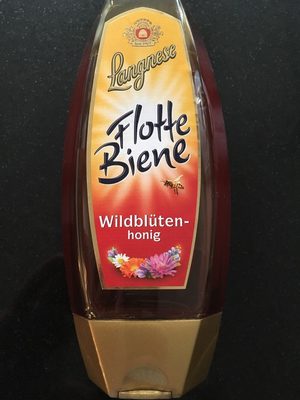 Langnese
Flotte
Biene
Wildblüten-
honig